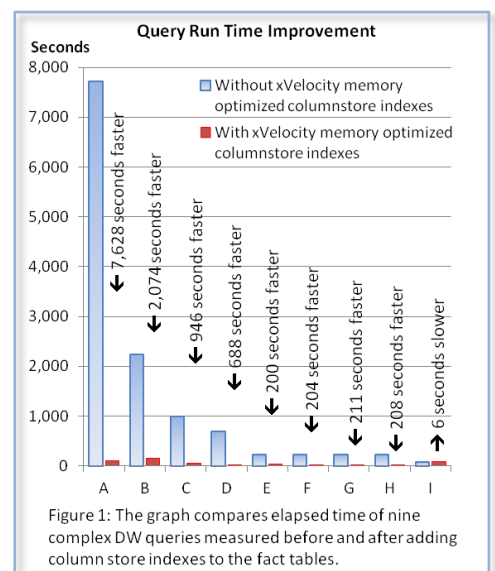 Query Run Time Improvement
Seconds
8,000
7,000
6,000
5,000
4,000
3,000
2,000
1,000
0
Without xVelocity memory
optimized columnstore indexes
With xVelocity memory optimized
columnstore indexes
7,628 seconds faster
2,074 seconds faster
946 seconds faster
688 seconds faster
200 seconds faster
204 seconds faster
211 seconds faster
208 seconds faster
6 seconds slower
A B C D E F G H I
Figure 1: The graph compares elapsed time of nine
complex DW queries measured before and after adding
column store indexes to the fact tables.